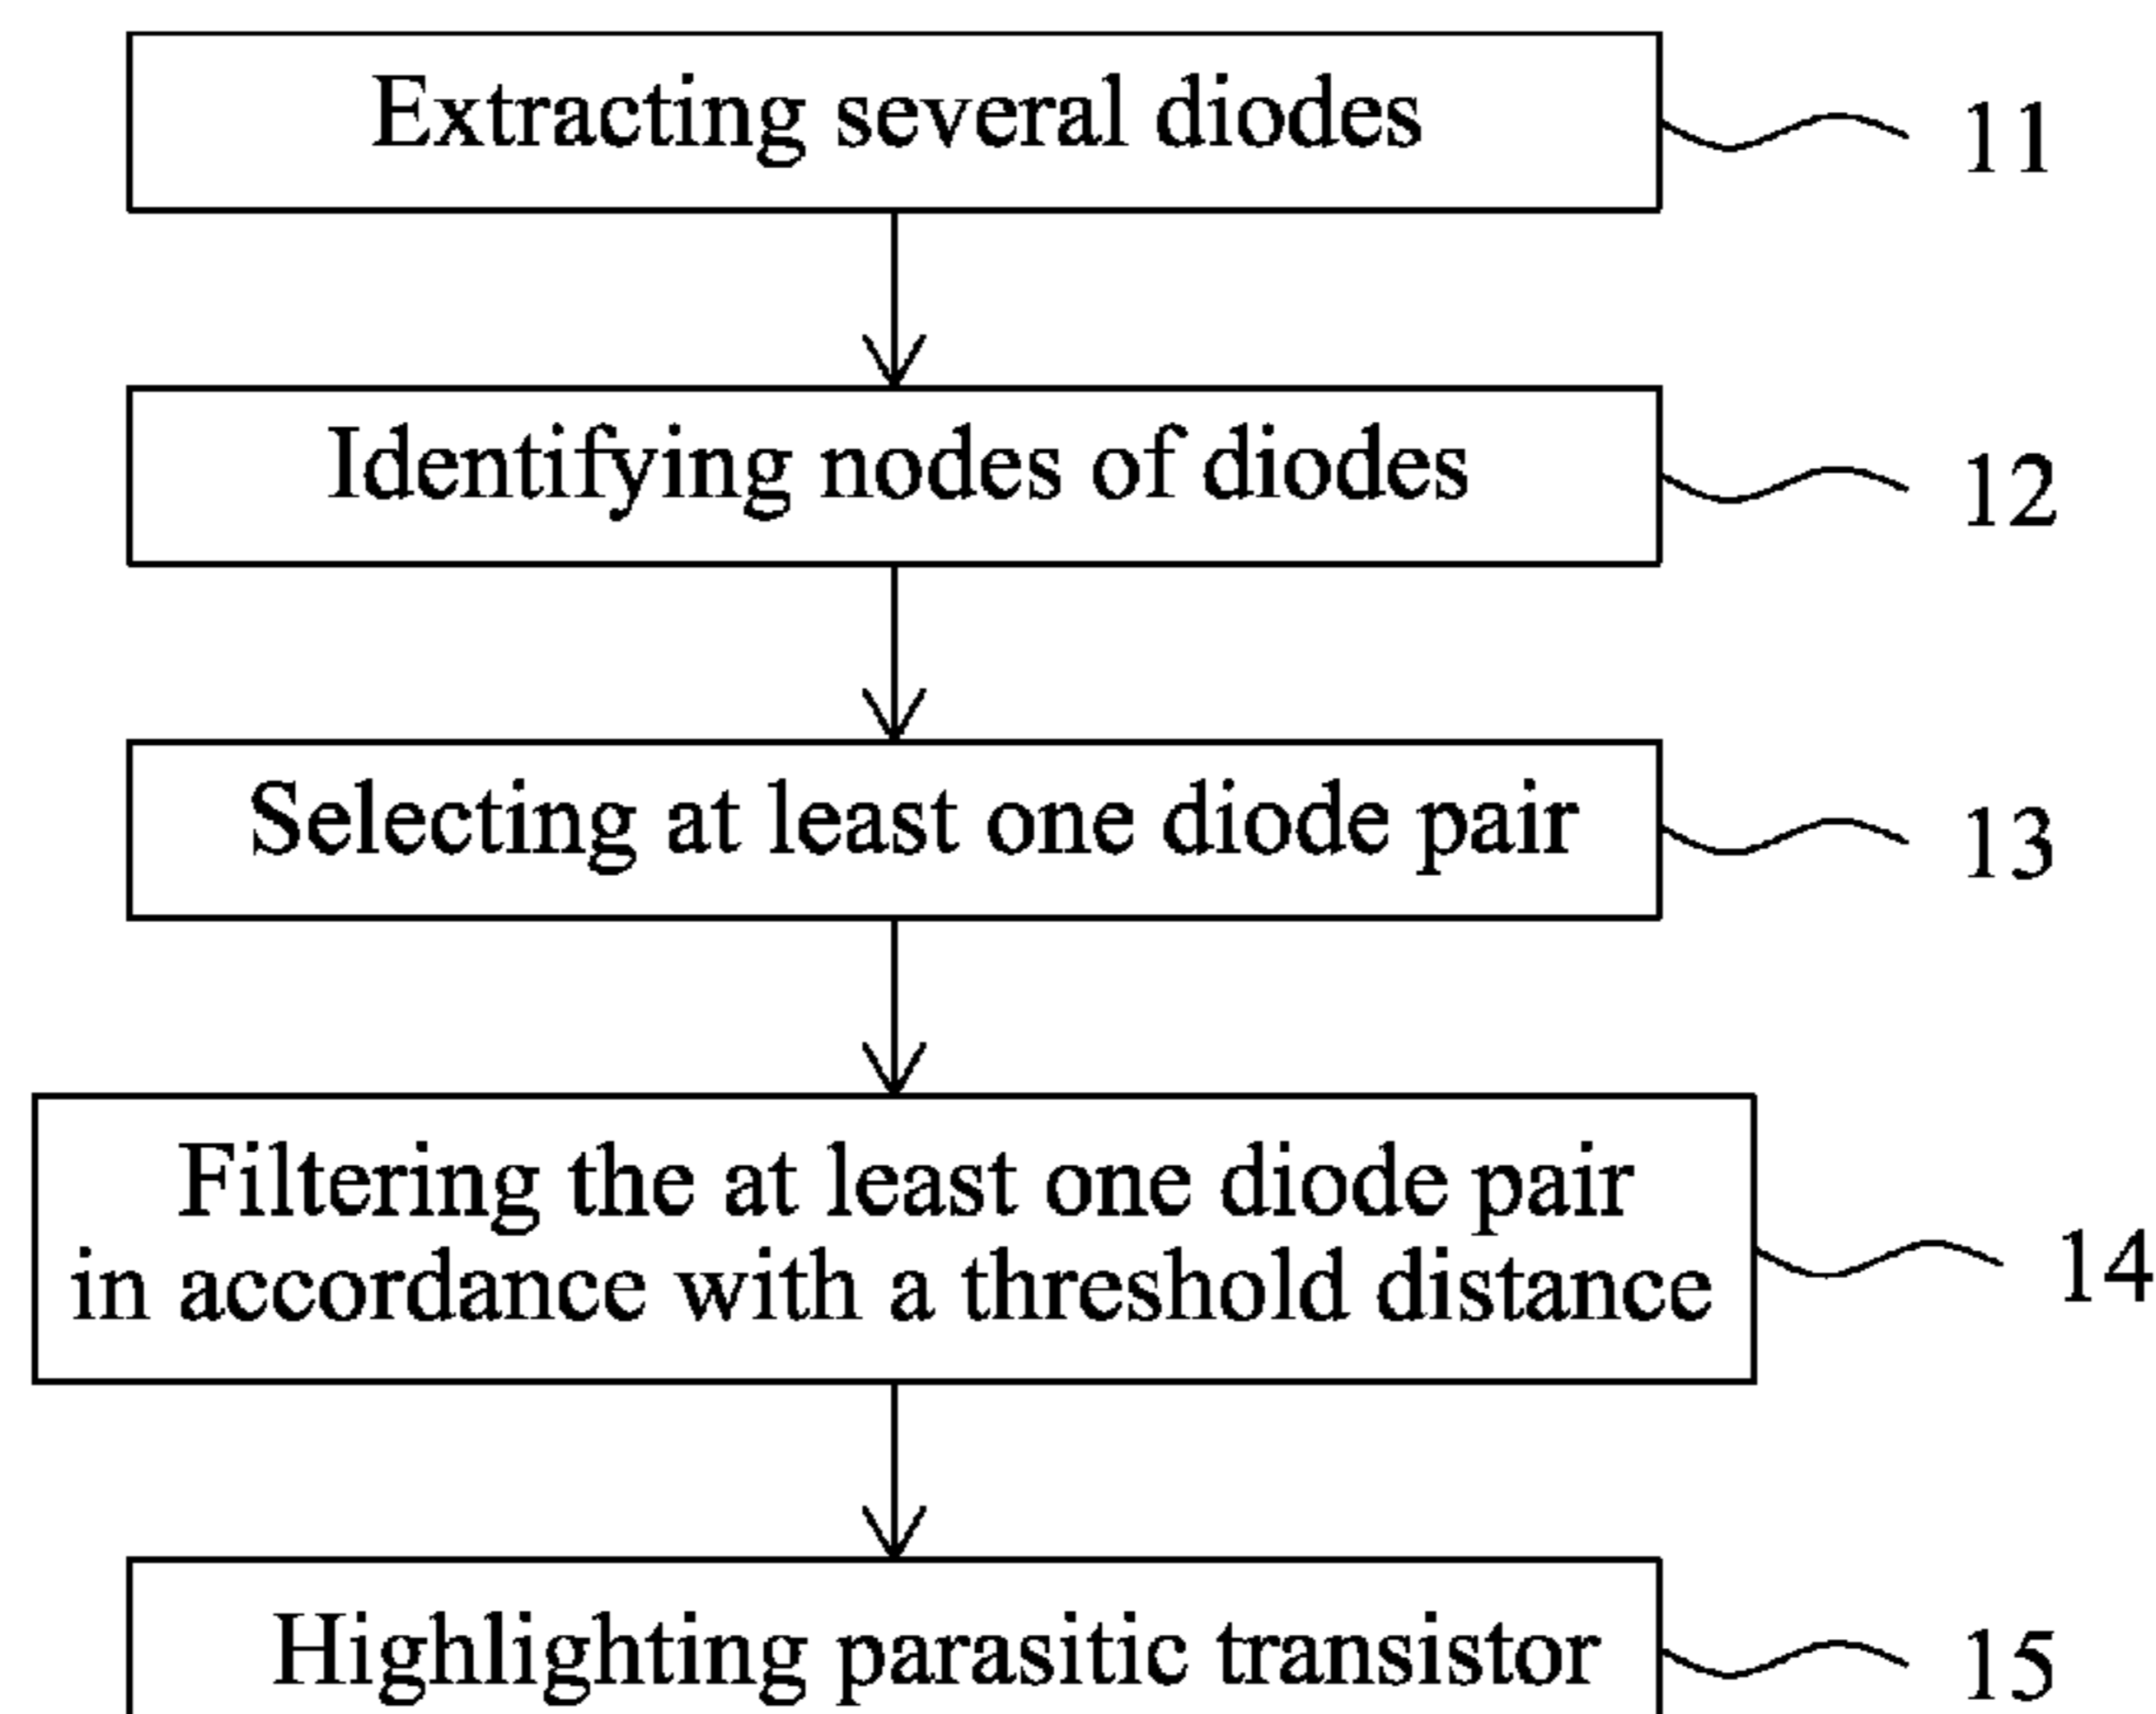 Extracting several diodes
11
Identifying nodes of diodes
12
Selecting at least one diode pair
13
Filtering the at least one diode pair
in accordance with a threshold distance
14
Highlighting parasitic transistor
15